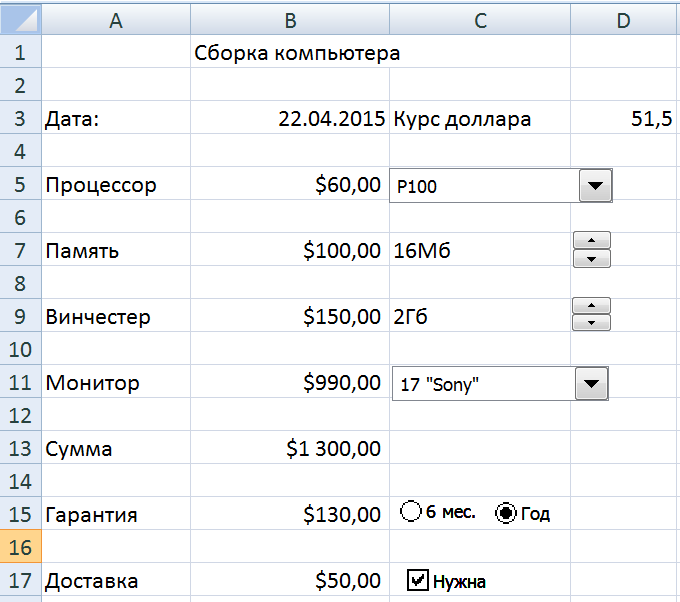 A B C D
1 Сборка компьютера
2
3 Дата: 22.04.2015 Курс доллара 51,5
4
5 Процессор $60,00 P100
6
7 Память $100,00 16Мб
8
9 Винчестер $150,00 2Гб
10
11 Монитор $990,00 17 "Sony"
12
13 Сумма $1 300,00
14
15 Гарантия $130,00 6 мес. Год
16
17 Доставка $50,00 Нужна